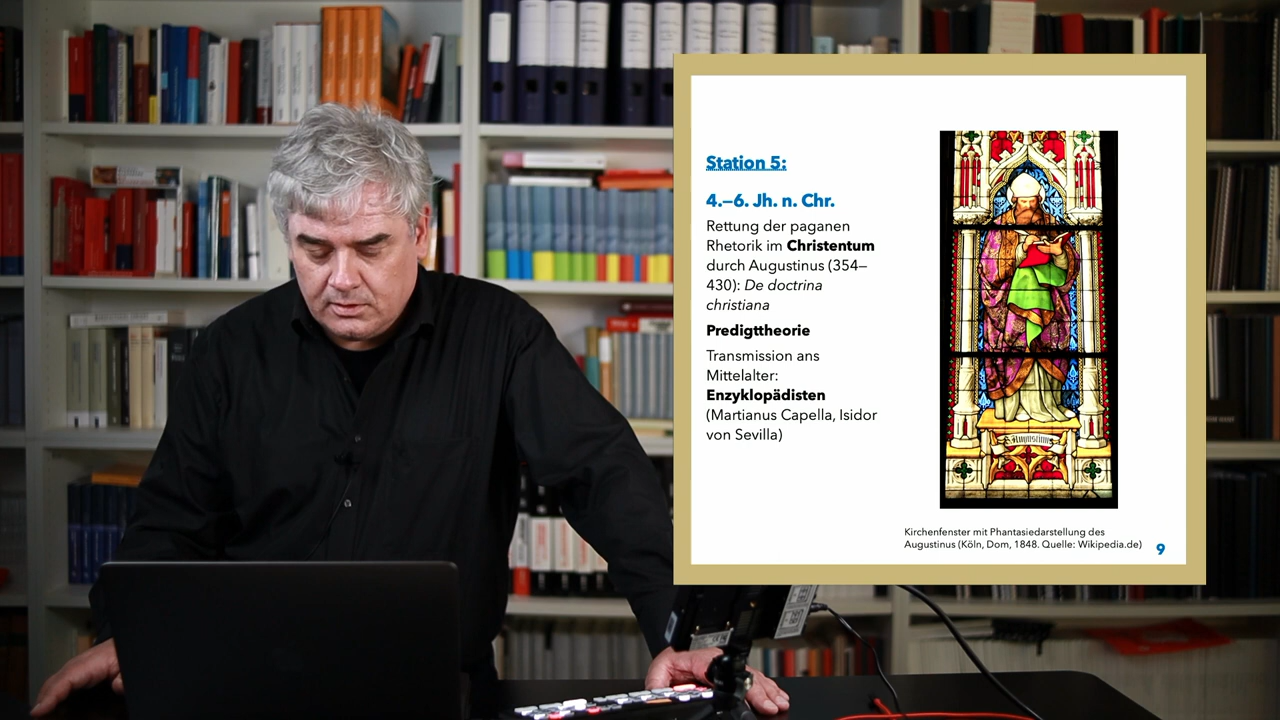 Station 5:
4.–6. Jh. n. Chr.
Rettung der paganen
Rhetorik im Christentum
durch Augustinus (354–
430): De doctrina
christiana
Predigttheorie
Transmission ans
Mittelalter:
Enzyklopädisten
(Martianus Capella, Isidor
von Sevilla)
Augustinus
Kirchenfenster mit Phantasiedarstellung des
Augustinus (Köln, Dom, 1848. Quelle: Wikipedia.de)
9